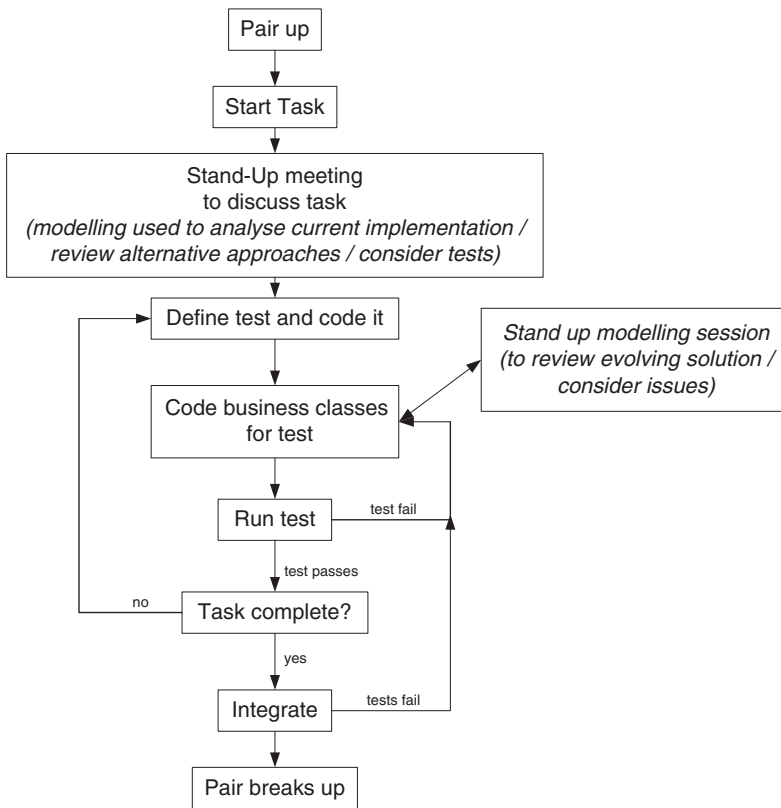 Pair up
Start Task
Stand-Up meeting
to discuss task
(modelling used to analyse current implementation /
review alternative approaches / consider tests)
Define test and code it
Stand up modelling session
(to review evolving solution /
consider issues)
Code business classes
for test
Run test
test fail
test passes
no
Task complete?
yes
Integrate
tests fail
Pair breaks up